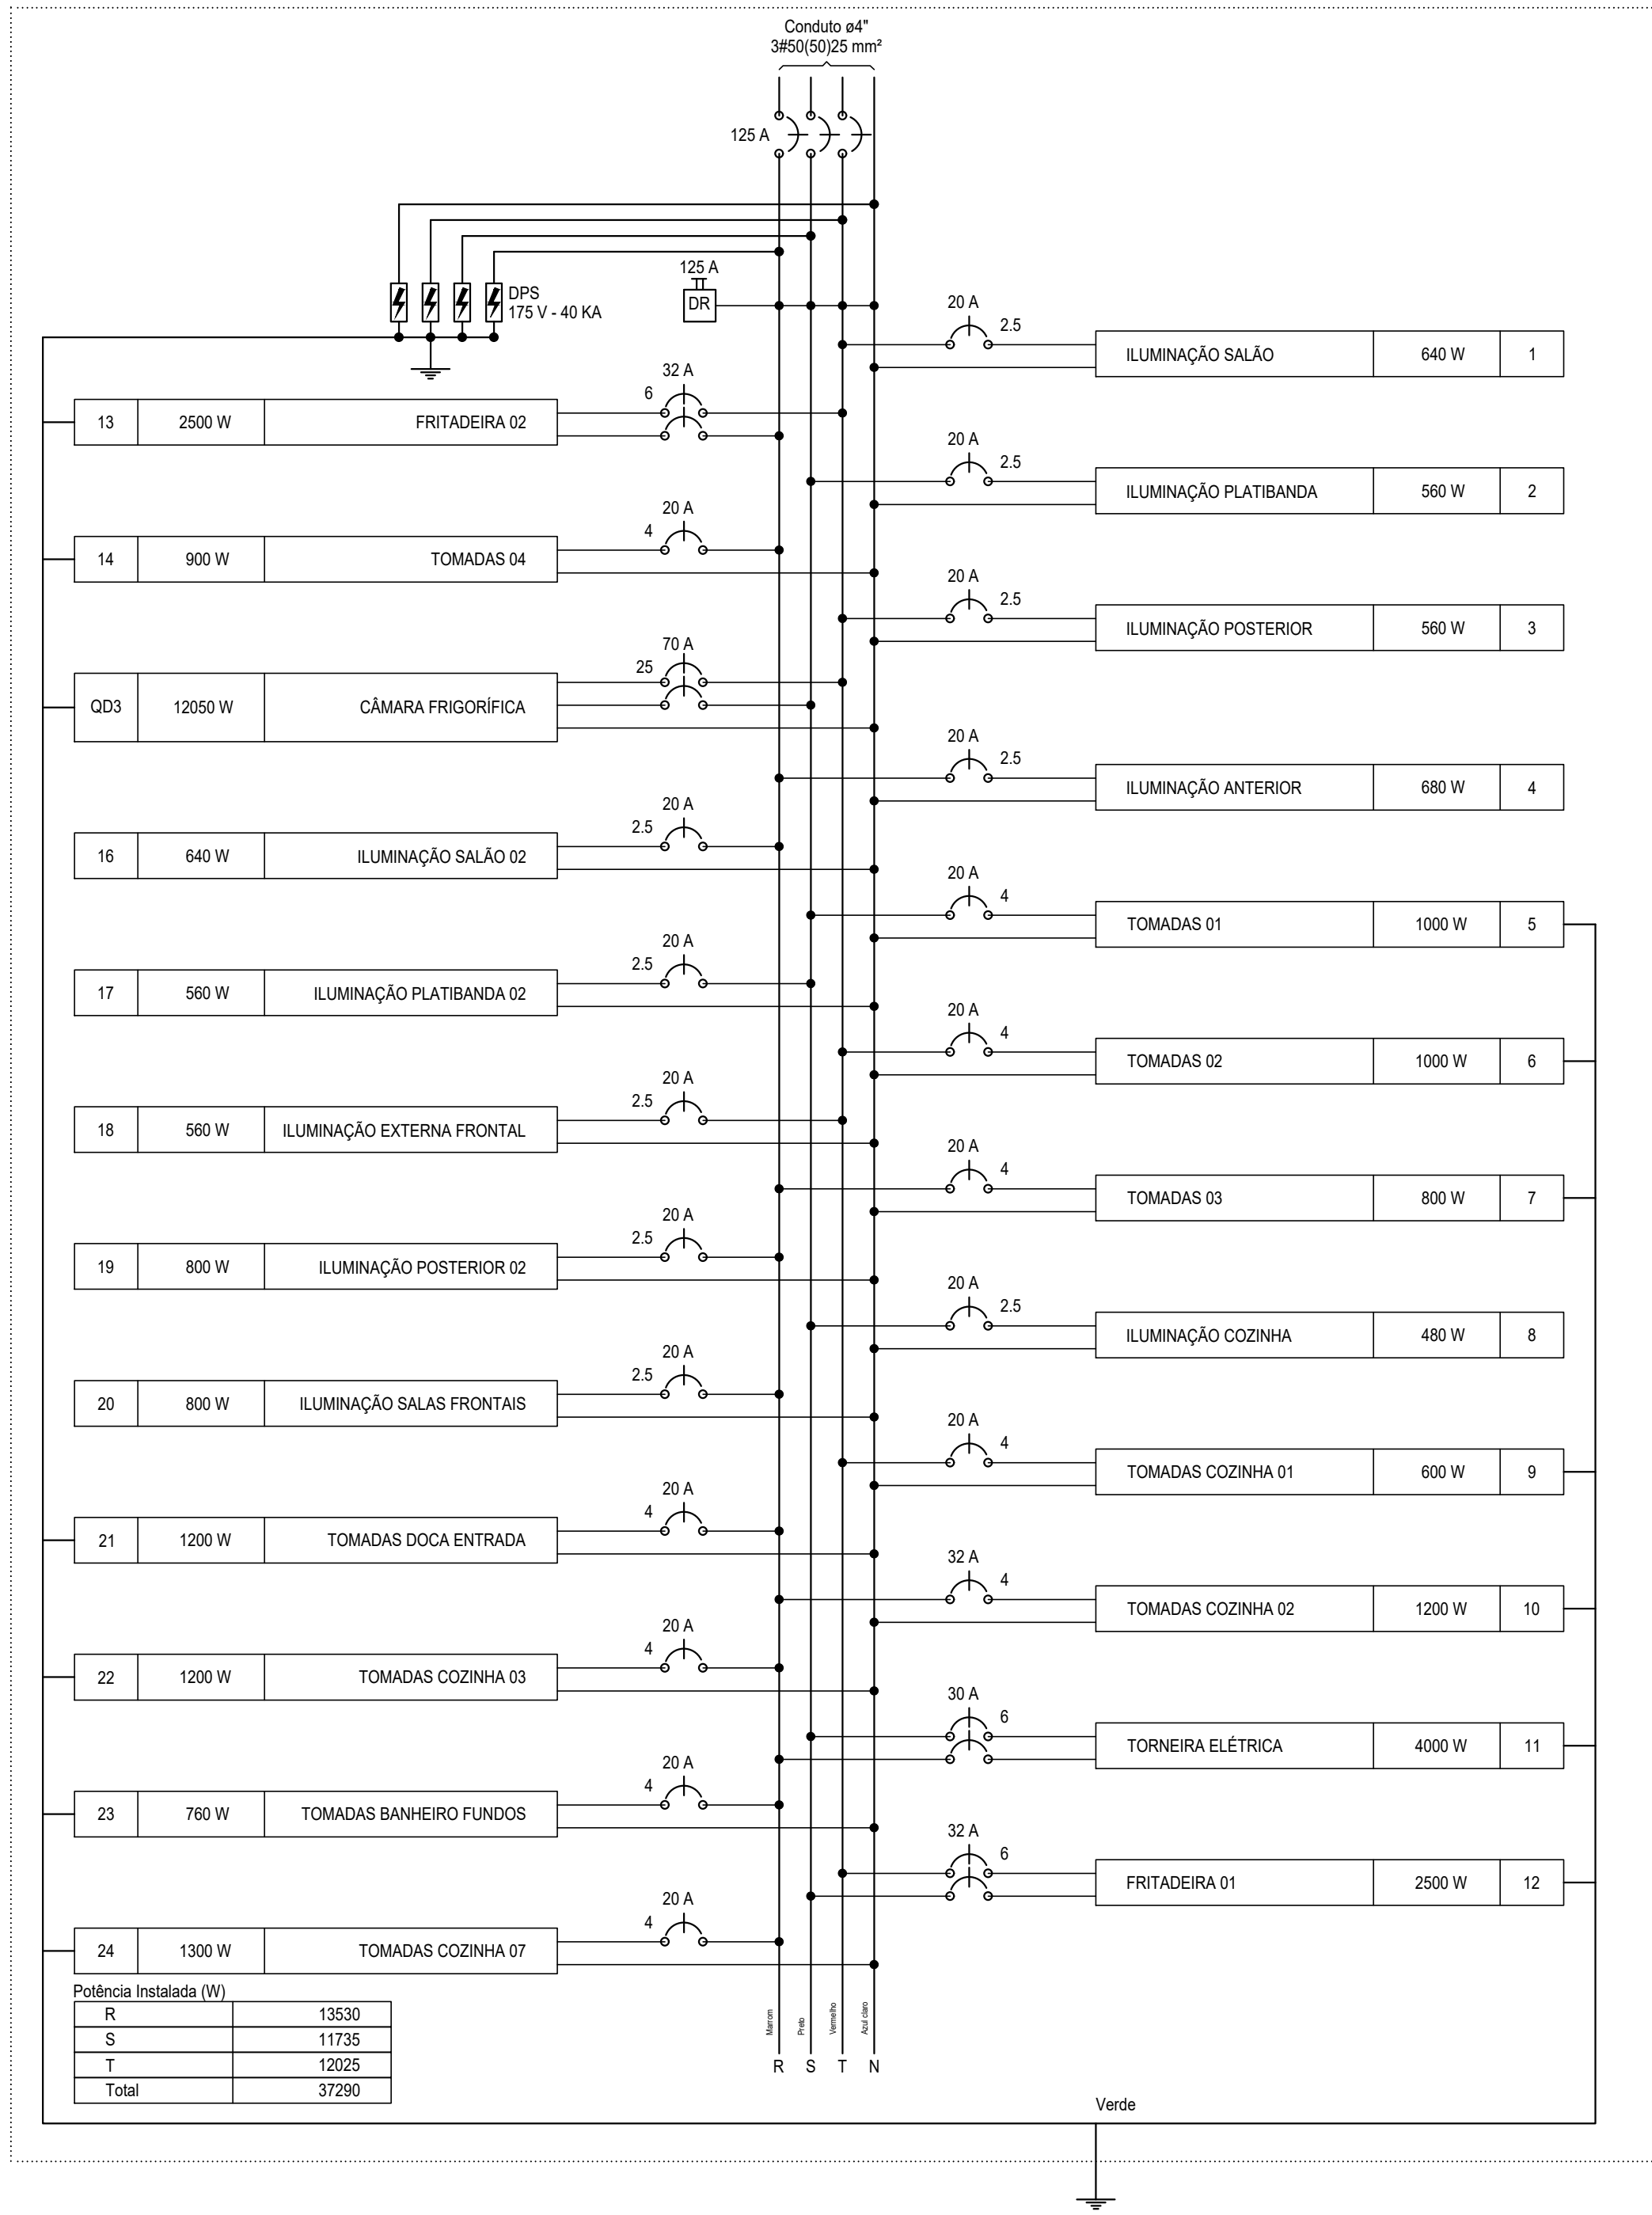 Conduto ø4"
3#50(50)25 mm²
125 A
DPS
175 V - 40 KA
125 A
DR
20 A
2.5
ILUMINAÇÃO SALÃO 640 W 1
32 A
6
13 2500 W FRITADEIRA 02
20 A
2.5
ILUMINAÇÃO PLATIBANDA 560 W 2
20 A
4
14 900 W TOMADAS 04
20 A
2.5
ILUMINAÇÃO POSTERIOR 560 W 3
70 A
25
QD3 12050 W CÂMARA FRIGORÍFICA
20 A
2.5
ILUMINAÇÃO ANTERIOR 680 W 4
20 A
2.5
16 640 W ILUMINAÇÃO SALÃO 02
20 A
4
TOMADAS 01 1000 W 5
20 A
2.5
17 560 W ILUMINAÇÃO PLATIBANDA 02
20 A
4
TOMADAS 02 1000 W 6
20 A
2.5
18 560 W ILUMINAÇÃO EXTERNA FRONTAL
20 A
4
TOMADAS 03 800 W 7
20 A
2.5
19 800 W ILUMINAÇÃO POSTERIOR 02
20 A
2.5
ILUMINAÇÃO COZINHA 480 W 8
20 A
2.5
20 800 W ILUMINAÇÃO SALAS FRONTAIS
20 A
4
TOMADAS COZINHA 01 600 W 9
20 A
4
21 1200 W TOMADAS DOCA ENTRADA
32 A
4
TOMADAS COZINHA 02 1200 W 10
20 A
4
22 1200 W TOMADAS COZINHA 03
30 A
6
TORNEIRA ELÉTRICA 4000 W 11
20 A
4
23 760 W TOMADAS BANHEIRO FUNDOS
32 A
6
FRITADEIRA 01 2500 W 12
20 A
4
24 1300 W TOMADAS COZINHA 07
Potência Instalada (W)
R 13530
S 11735
T 12025
Total 37290
Marrom
Preto
Vermelho
Azul claro
R S T N
Verde